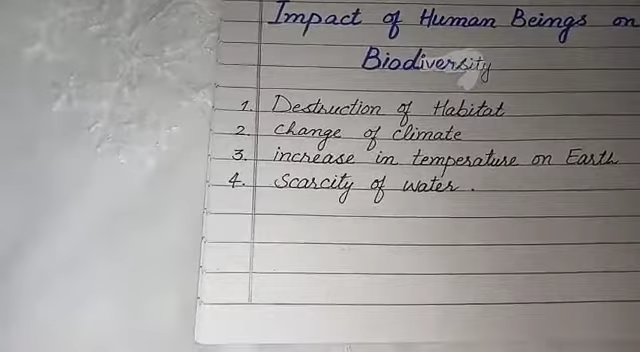 Impact of Human Beings on
Biodiversity
1. Destruction of Habitat
2. change of climate
3. increase in temperature on Earth
4. Scarcity of water.